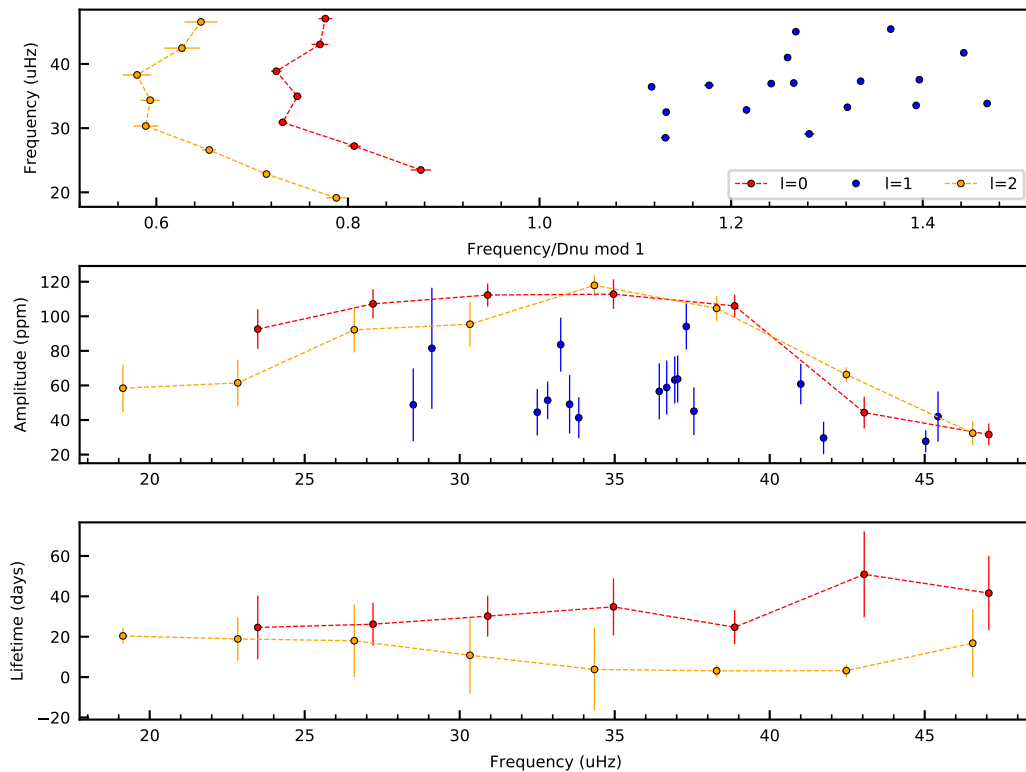 Frequency (uHz)
40
30
20
l=0 l=1 l=2
0.6 0.8 1.0 1.2 1.4
Frequency/Dnu mod 1
Amplitude (ppm)
120
100
80
60
40
20
20 25 30 35 40 45
Lifetime (days)
60
40
20
0
−20
20 25 30 35 40 45
Frequency (uHz)